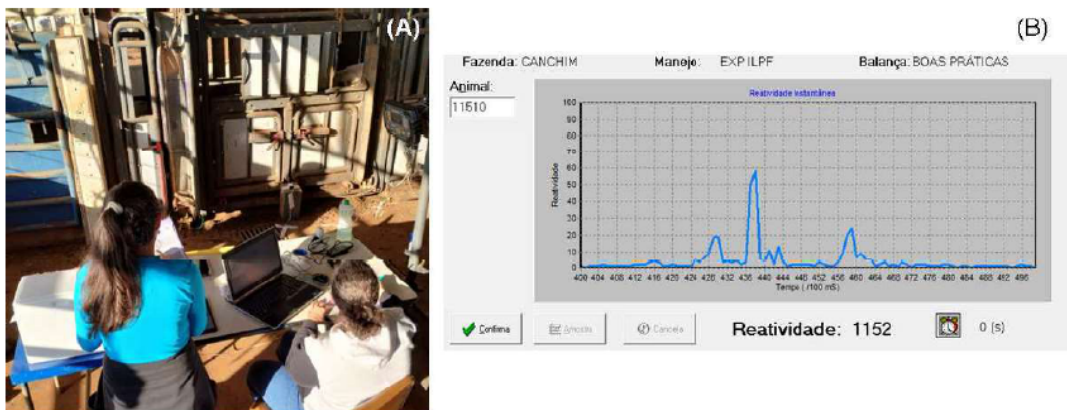 (A)
(B)
Fazenda: CANCHIM Manejo: EXP ILPF Balança: BOAS PRÁTICAS
Animal:
11510
Reatividade instantânea
Reatividade
100
90
80
70
60
50
40
30
20
10
0
400 404 408 412 416 420 424 428 432 436 440 444 448 452 456 460 464 468 472 476 480 484 488 492 496
Tempo (./100 mS)
Confirma
Cancela
Reatividade: 1152
0 (s)